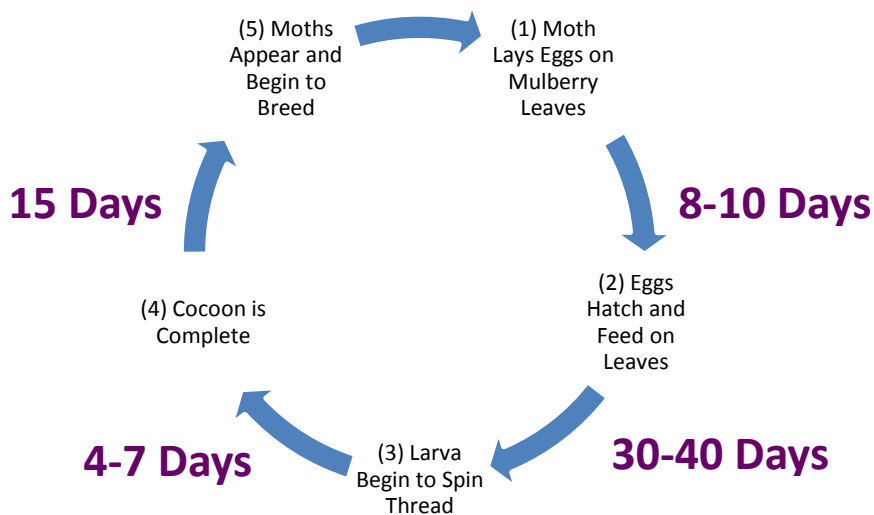 (1) Moth
Lays Eggs on
Mulberry
Leaves
8-10 Days
(2) Eggs
Hatch and
Feed on
Leaves
30-40 Days
(3) Larva
Begin to Spin
Thread
4-7 Days
(4) Cocoon is
Complete
15 Days
(5) Moths
Appear and
Begin to
Breed